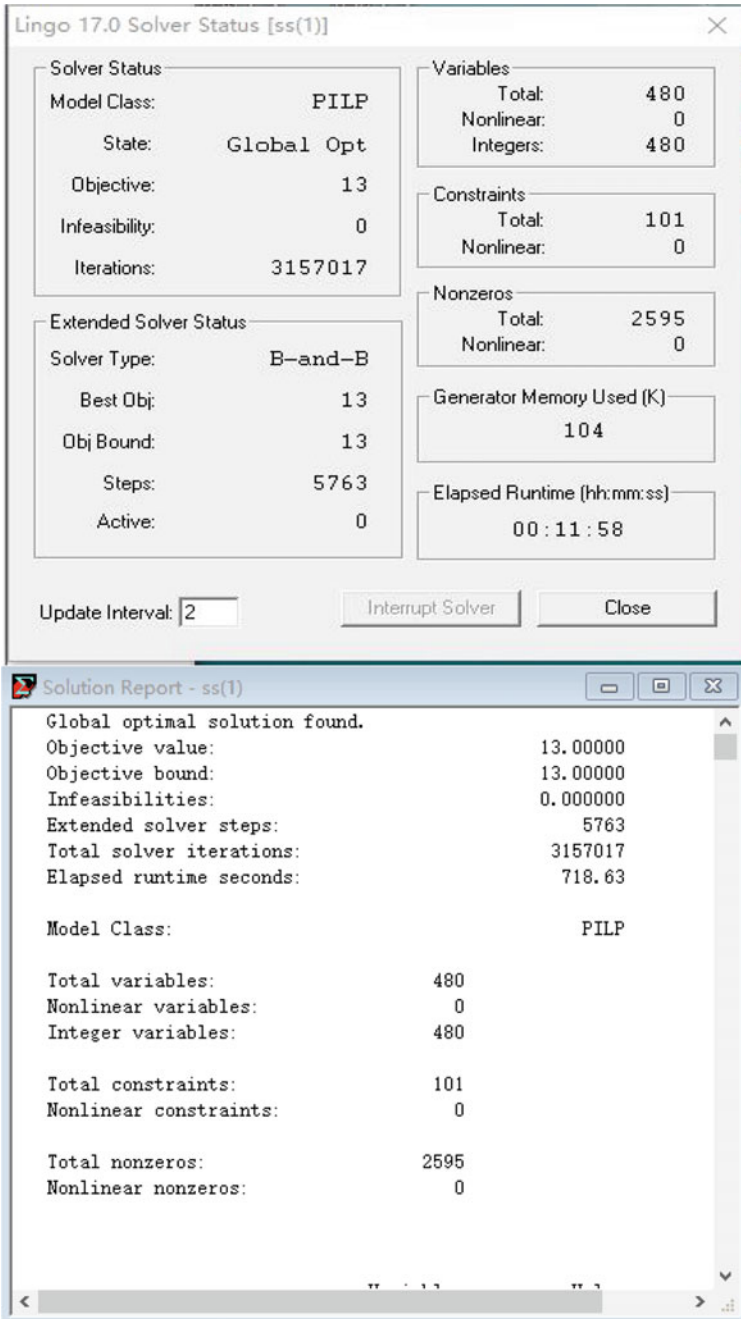 Lingo 17.0 Solver Status [ss(1)]
Solver Status
Model Class: PILP
State: Global Opt
Objective: 13
Infeasibility: 0
Iterations: 3157017
Extended Solver Status
Solver Type: B-and-B
Best Obj: 13
Obj Bound: 13
Steps: 5763
Active: 0
Variables
Total: 480
Nonlinear: 0
Integers: 480
Constraints
Total: 101
Nonlinear: 0
Nonzeros
Total: 2595
Nonlinear: 0
Generator Memory Used (K)
104
Elapsed Runtime (hh:mm:ss)
00:11:58
Update Interval: 2
Interrupt Solver
Close
Solution Report - ss(1)
Global optimal solution found.
Objective value: 13.00000
Objective bound: 13.00000
Infeasibilities: 0.000000
Extended solver steps: 5763
Total solver iterations: 3157017
Elapsed runtime seconds: 718.63
Model Class: PILP
Total variables: 480
Nonlinear variables: 0
Integer variables: 480
Total constraints: 101
Nonlinear constraints: 0
Total nonzeros: 2595
Nonlinear nonzeros: 0